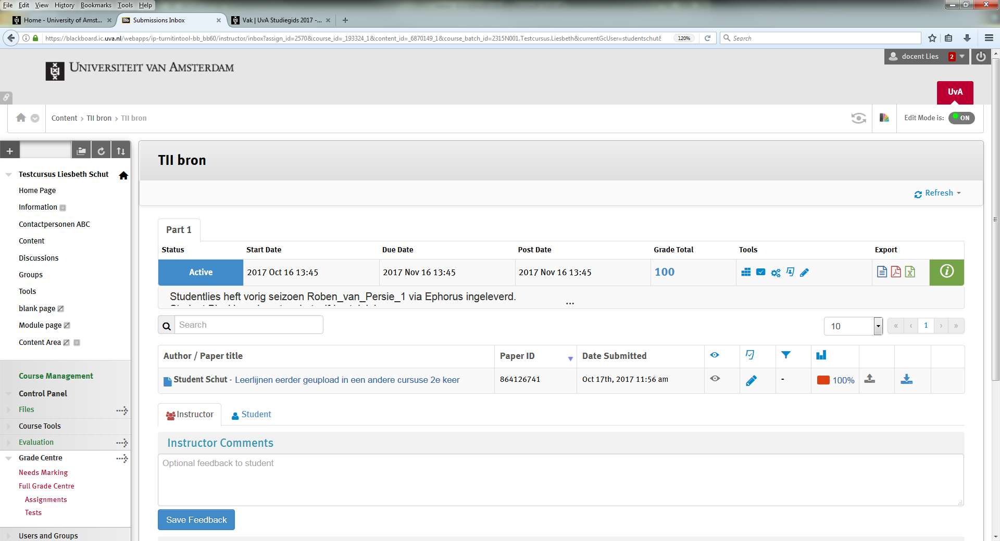 File Edit View History Bookmarks Tools Help
Home - University of Amst... Submissions Inbox Vak | UvA Studiegids 2017 -...
https://blackboard.ic.uva.nl/webapps/ip-turnitintool-bb_bb60/instructor/inbox?assign_id=2570&course_id=_193324_1&content_id=_6870149_1&course_batch_id=2315N001.Testcursus.Liesbeth&currentGcUser=studentschut& 120% Search
docent Lies 2
UNIVERSITEIT VAN AMSTERDAM
UvA
Content > TII bron > TII bron Edit Mode is: ON
TII bron
Refresh
Testcursus Liesbeth Schut
Home Page
Information
Contactpersonen ABC
Content
Discussions
Groups
Tools
blank page
Module page
Content Area
Course Management
Control Panel
Files
Course Tools
Evaluation
Grade Centre
Needs Marking
Full Grade Centre
Assignments
Tests
Users and Groups
Part 1
Status Start Date Due Date Post Date Grade Total Tools Export
Active 2017 Oct 16 13:45 2017 Nov 16 13:45 2017 Nov 16 13:45 100
Studentlies heft vorig seizoen Roben_van_Persie_1 via Ephorus ingeleverd.
...
Search 10 « ‹ 1 › »
Author / Paper title Paper ID Date Submitted
Student Schut - Leerlijnen eerder geupload in een andere cursuse 2e keer 864126741 Oct 17th, 2017 11:56 am - 100%
Instructor Student
Instructor Comments
Optional feedback to student
Save Feedback